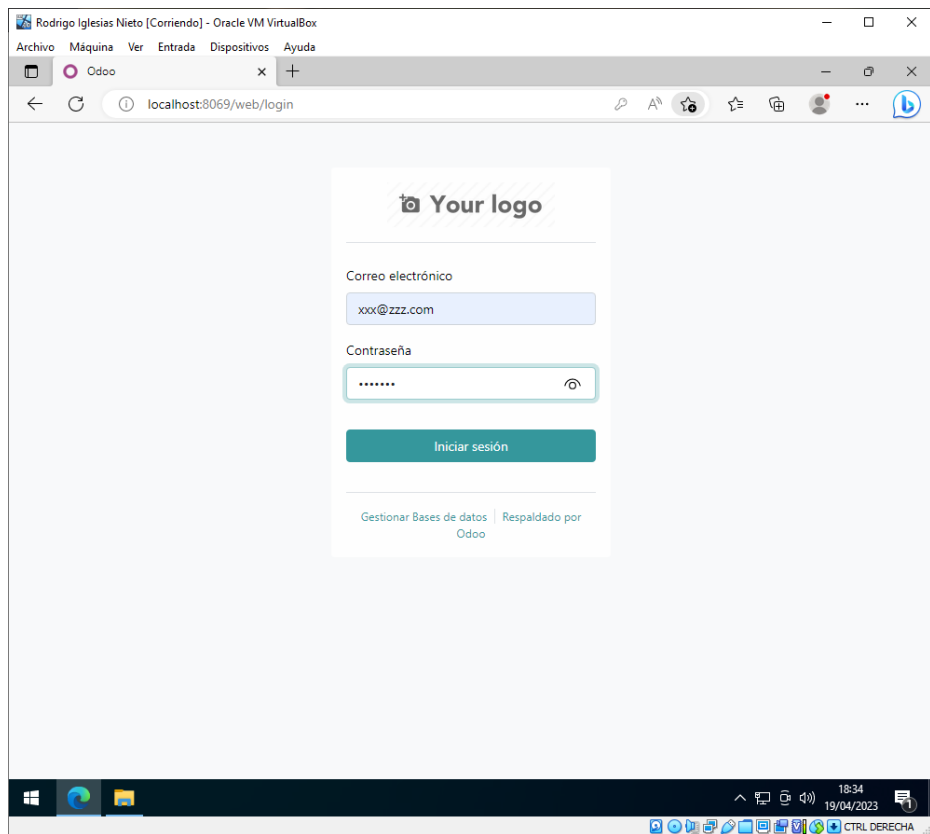 Rodrigo Iglesias Nieto [Corriendo] - Oracle VM VirtualBox
Archivo Máquina Ver Entrada Dispositivos Ayuda
Odoo
localhost:8069/web/login
Your logo
Correo electrónico
xxx@zzz.com
Contraseña
•••••••
Iniciar sesión
Gestionar Bases de datos Respaldado por
Odoo
18:34
19/04/2023
1
CTRL DERECHA